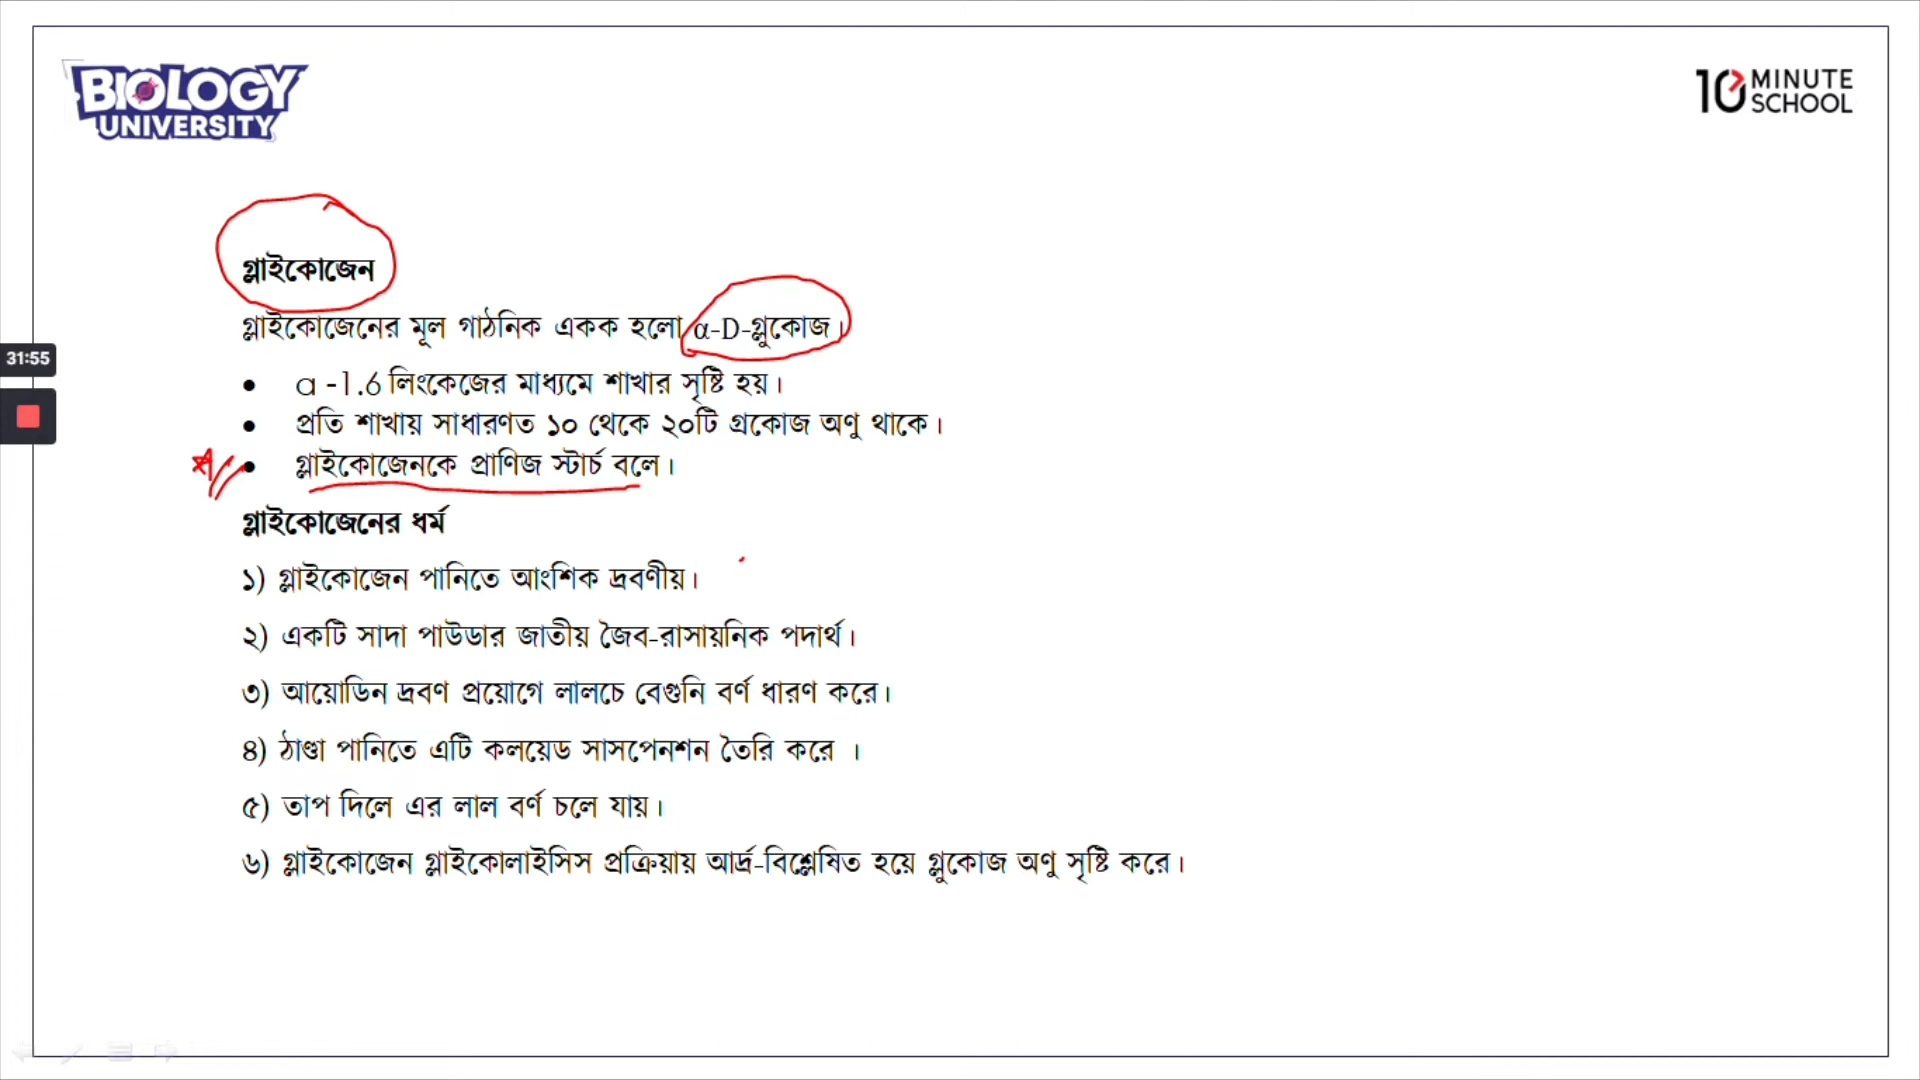 BIOLOGY
UNIVERSITY
10 MINUTE
SCHOOL
গ্লাইকোজেন
গ্লাইকোজেনের মূল গাঠনিক একক হলো α-D-গ্লুকোজ।
31:55
• α -1.6 লিংকেজের মাধ্যমে শাখার সৃষ্টি হয়।
• প্রতি শাখায় সাধারণত ১০ থেকে ২০টি গ্রকোজ অণু থাকে।
• গ্লাইকোজেনকে প্রাণিজ স্টার্চ বলে।
গ্লাইকোজেনের ধর্ম
১) গ্লাইকোজেন পানিতে আংশিক দ্রবণীয়।
২) একটি সাদা পাউডার জাতীয় জৈব-রাসায়নিক পদার্থ।
৩) আয়োডিন দ্রবণ প্রয়োগে লালচে বেগুনি বর্ণ ধারণ করে।
৪) ঠাণ্ডা পানিতে এটি কলয়েড সাসপেনশন তৈরি করে ।
৫) তাপ দিলে এর লাল বর্ণ চলে যায়।
৬) গ্লাইকোজেন গ্লাইকোলাইসিস প্রক্রিয়ায় আর্দ্র-বিশ্লেষিত হয়ে গ্লুকোজ অণু সৃষ্টি করে।